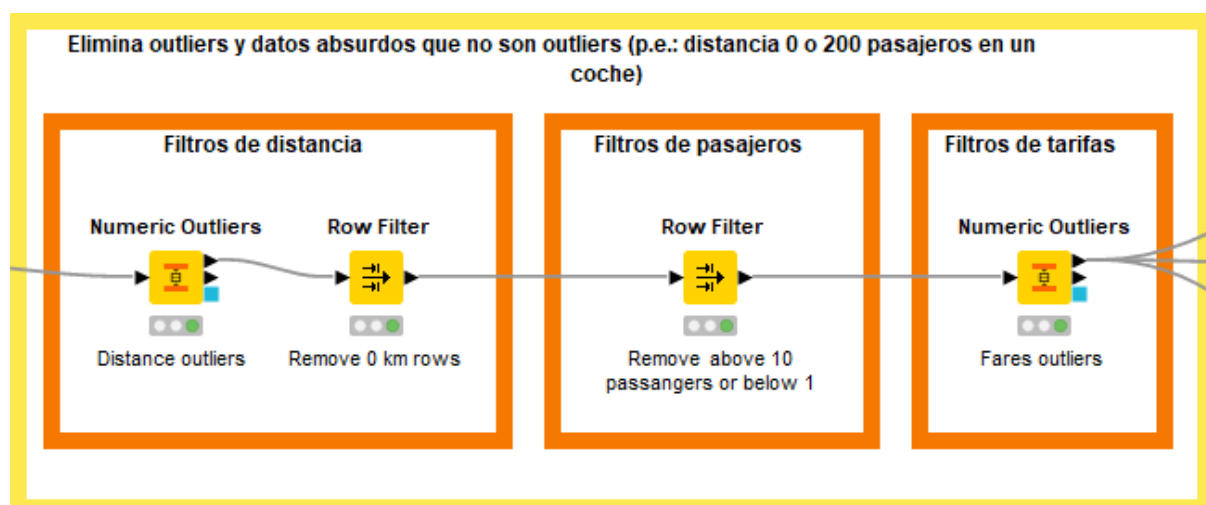 Elimina outliers y datos absurdos que no son outliers (p.e.: distancia 0 o 200 pasajeros en un
coche)
Filtros de distancia
Filtros de pasajeros
Filtros de tarifas
Numeric Outliers
Row Filter
Row Filter
Numeric Outliers
Distance outliers
Remove 0 km rows
Remove above 10
passangers or below 1
Fares outliers